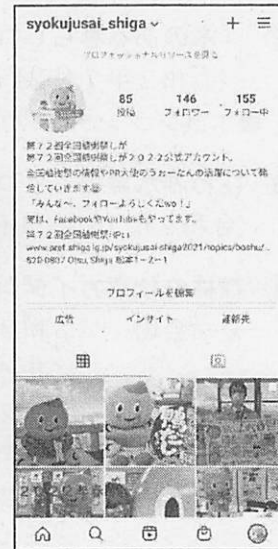 syokujusai_shiga
プロフェッショナルリソースを見る
85 146 155
投稿 フォロワー フォロー中
第72回全国植樹祭しが
第72回全国植樹祭しが2022公式アカウント。
全国植樹祭の情報やPR大使のうぉーたんの活躍について発
信していきます
「みんな〜、フォローよろしくだwo!」
実は、FacebookやYouTubeもやってます。
第72回全国植樹祭HPは
www.pref.shiga.lg.jp/syokujusai-shiga2021/topics/boshu/...
520-0807 Otsu, Shiga 松本1-2-1
プロフィールを編集
広告 インサイト 連絡先